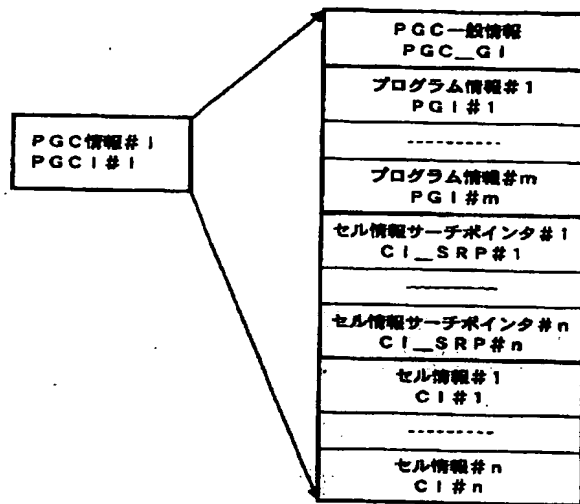 PGC情報#i
PGCI#i
PGC一般情報
PGC_GI
プログラム情報#1
PGI#1
プログラム情報#m
PGI#m
セル情報サーチポインタ#1
CI_SRP#1
セル情報サーチポインタ#n
CI_SRP#n
セル情報#1
CI#1
セル情報#n
CI#n